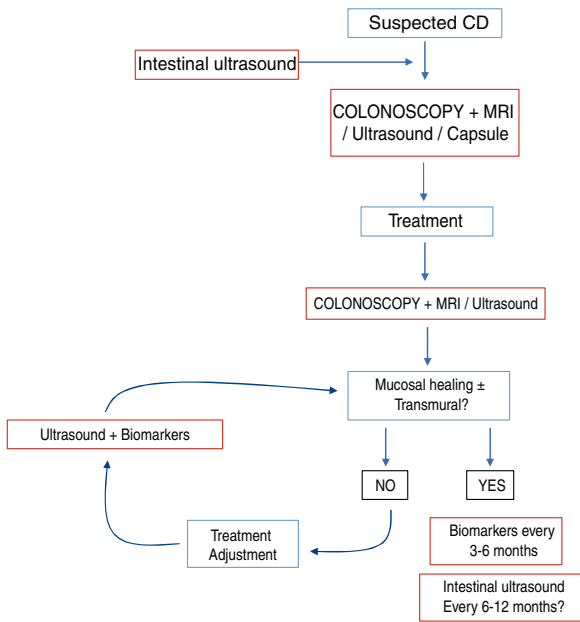 Suspected CD
Intestinal ultrasound
COLONOSCOPY + MRI
/ Ultrasound / Capsule
Treatment
COLONOSCOPY + MRI / Ultrasound
Mucosal healing ±
Transmural?
Ultrasound + Biomarkers
NO
YES
Treatment
Adjustment
Biomarkers every
3-6 months
Intestinal ultrasound
Every 6-12 months?